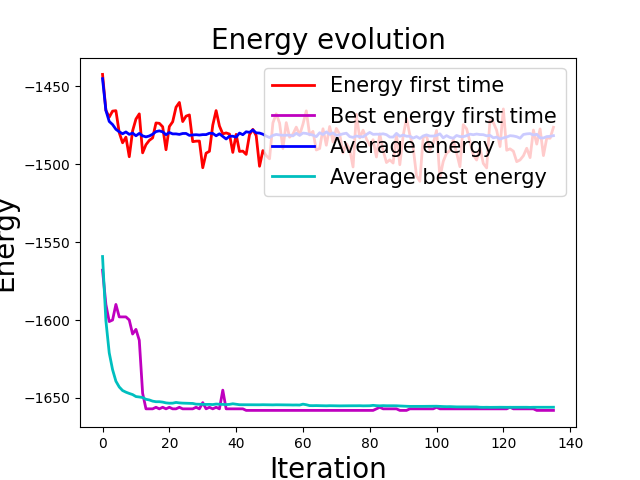 Energy evolution
Energy
−1450
−1500
−1550
−1600
−1650
Energy first time
Best energy first time
Average energy
Average best energy
0 20 40 60 80 100 120 140
Iteration